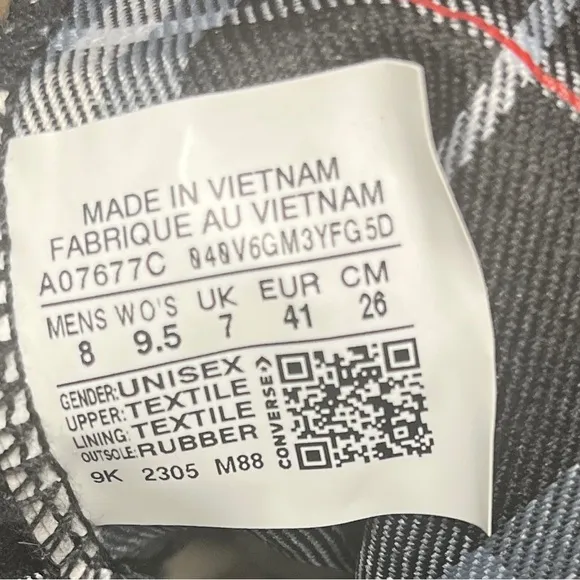 MADE IN VIETNAM
FABRIQUE AU VIETNAM
A07677C 040V6GM3YFG5D
MENS WO'S UK EUR CM
8 9.5 7 41 26
GENDER:UNISEX
UPPER:TEXTILE
LINING:TEXTILE
OUTSOLE:RUBBER
CONVERSE
9K 2305 M88